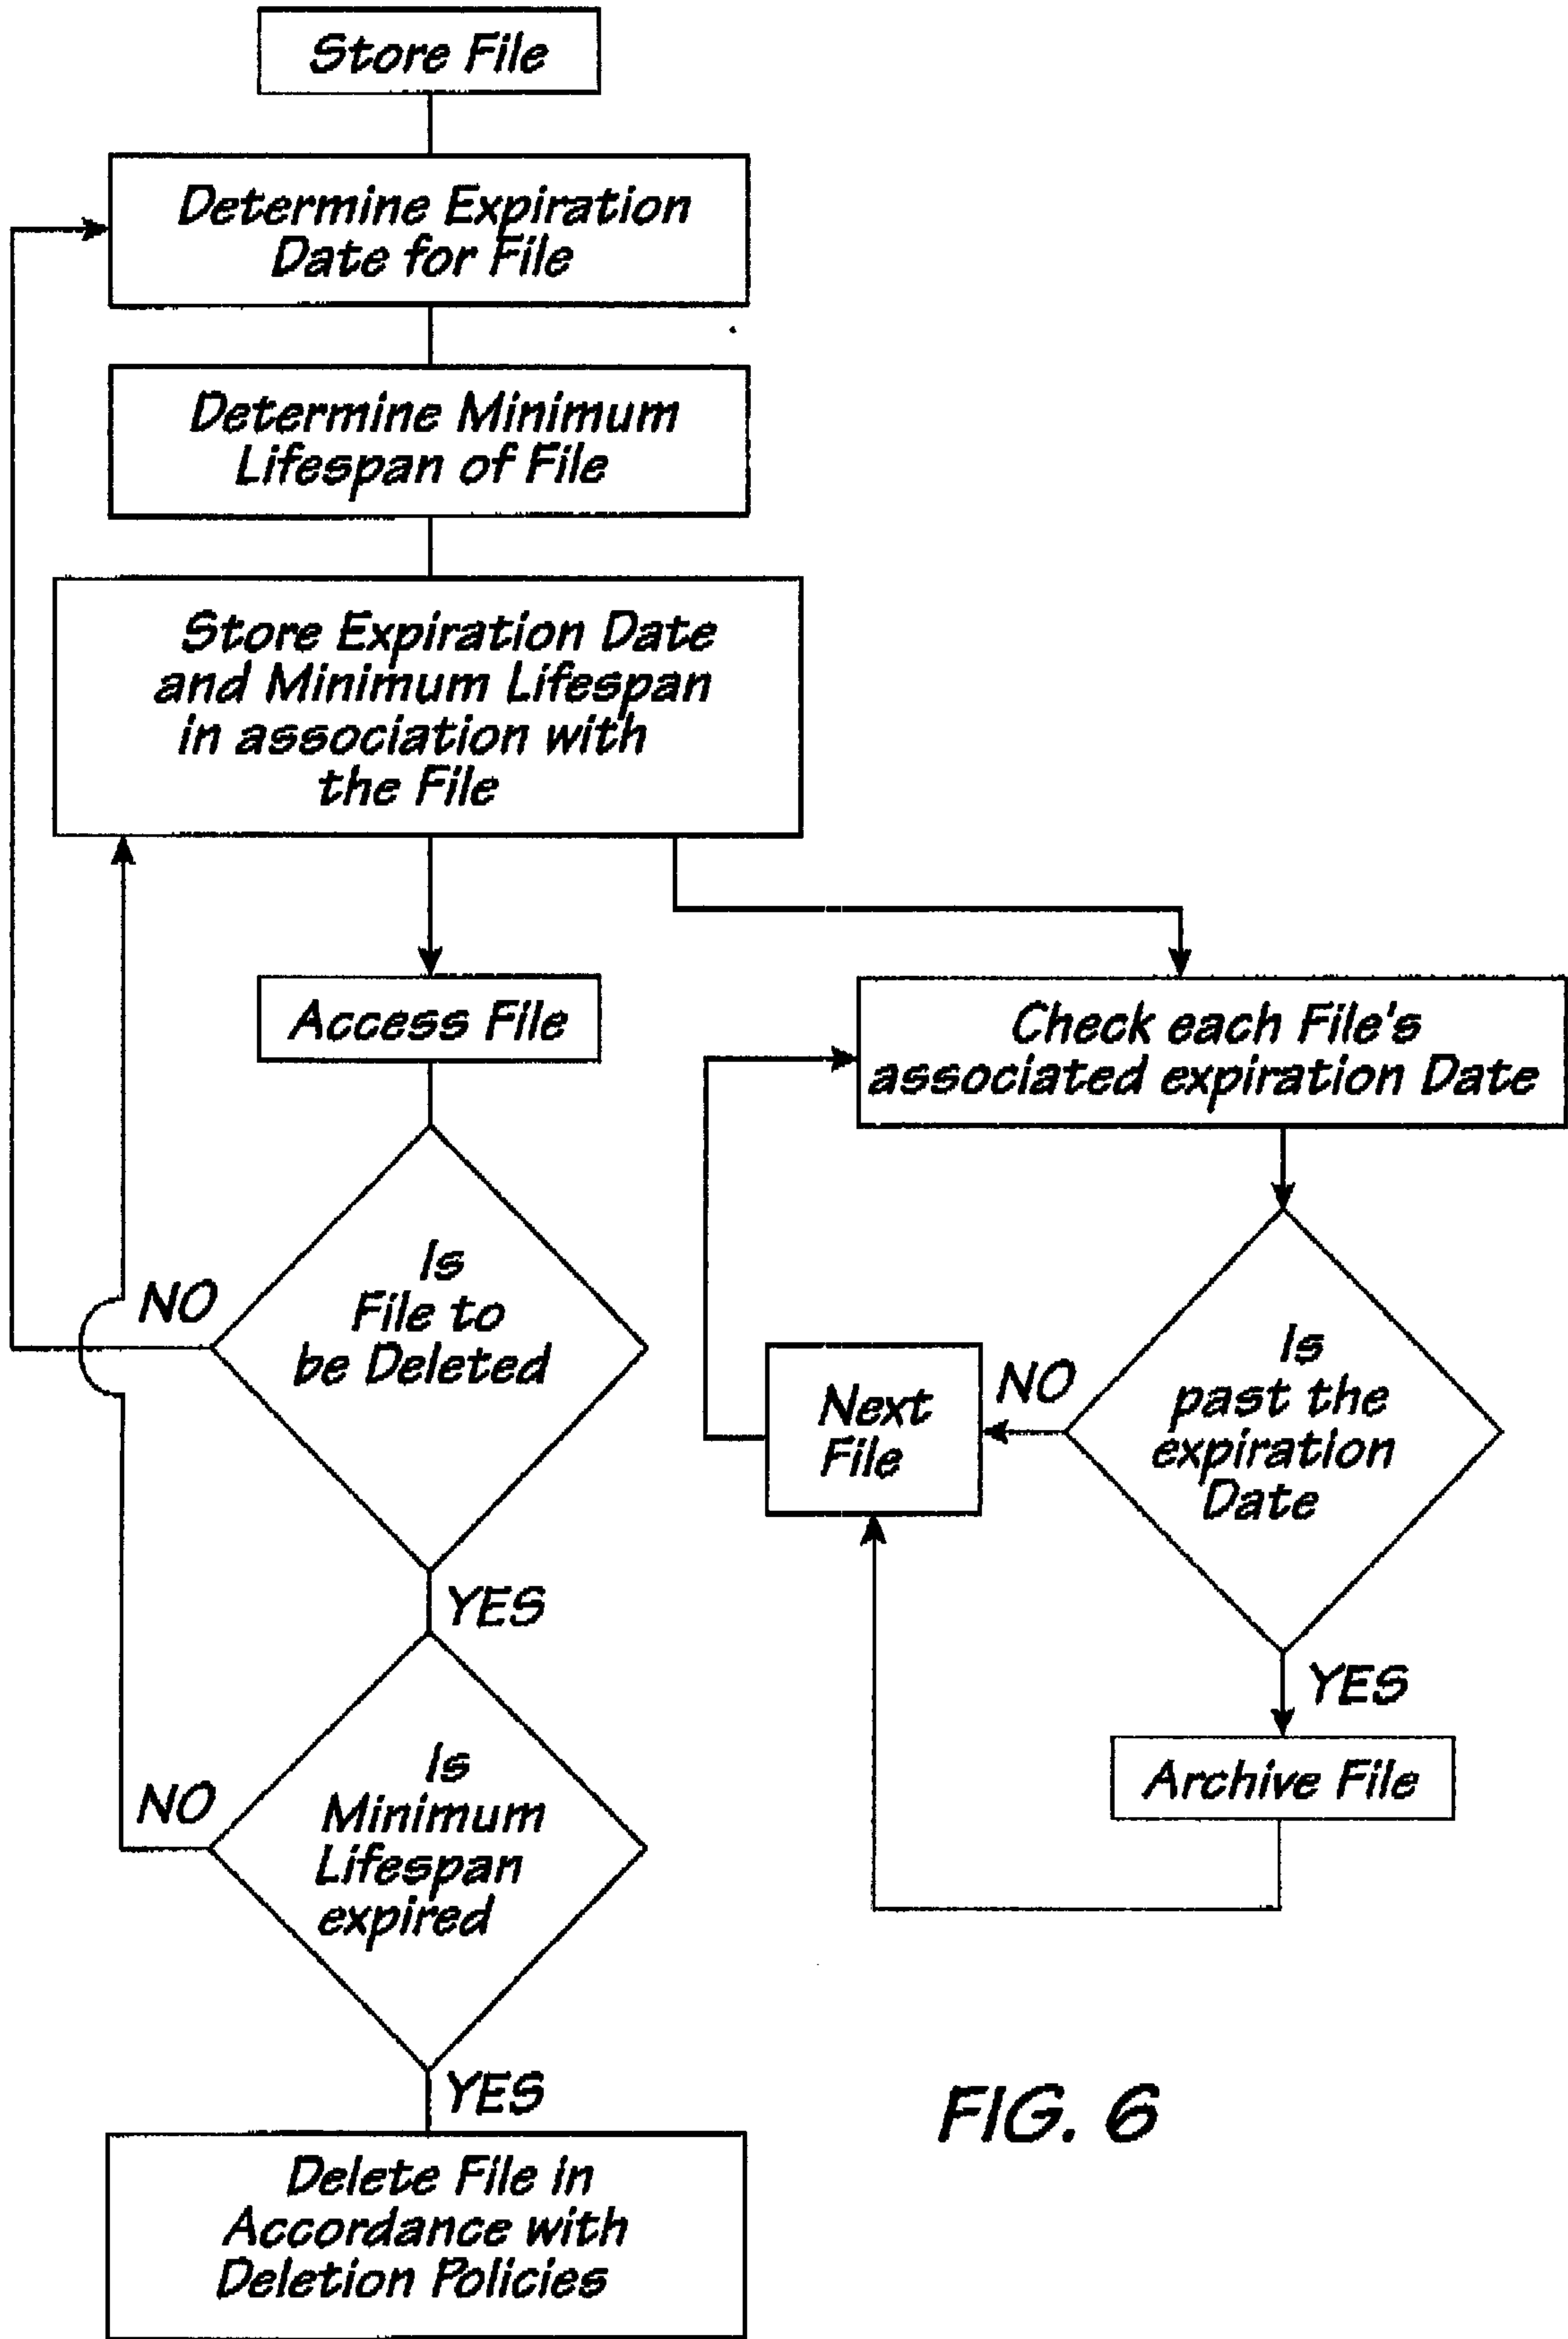 Store File
Determine Expiration
Date for File
Determine Minimum
Lifespan of File
Store Expiration Date
and Minimum Lifespan
in association with
the File
Access File
Is
File to
be Deleted
NO
YES
Is
Minimum
Lifespan
expired
NO
YES
Delete File in
Accordance with
Deletion Policies
Check each File's
associated expiration Date
Is
past the
expiration
Date
NO
Next
File
YES
Archive File
FIG. 6